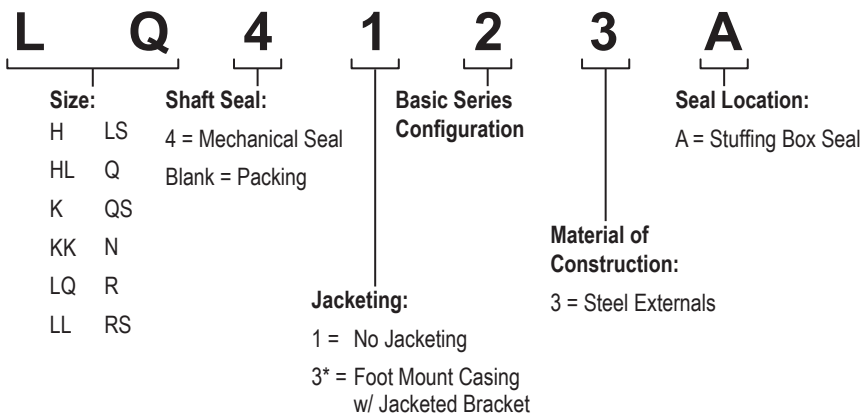 L Q 4 1 2 3 A
Size:
H LS
HL Q
K QS
KK N
LQ R
LL RS
Shaft Seal:
4 = Mechanical Seal
Blank = Packing
Jacketing:
1 = No Jacketing
3* = Foot Mount Casing
w/ Jacketed Bracket
Basic Series
Configuration
Material of
Construction:
3 = Steel Externals
Seal Location:
A = Stuffing Box Seal